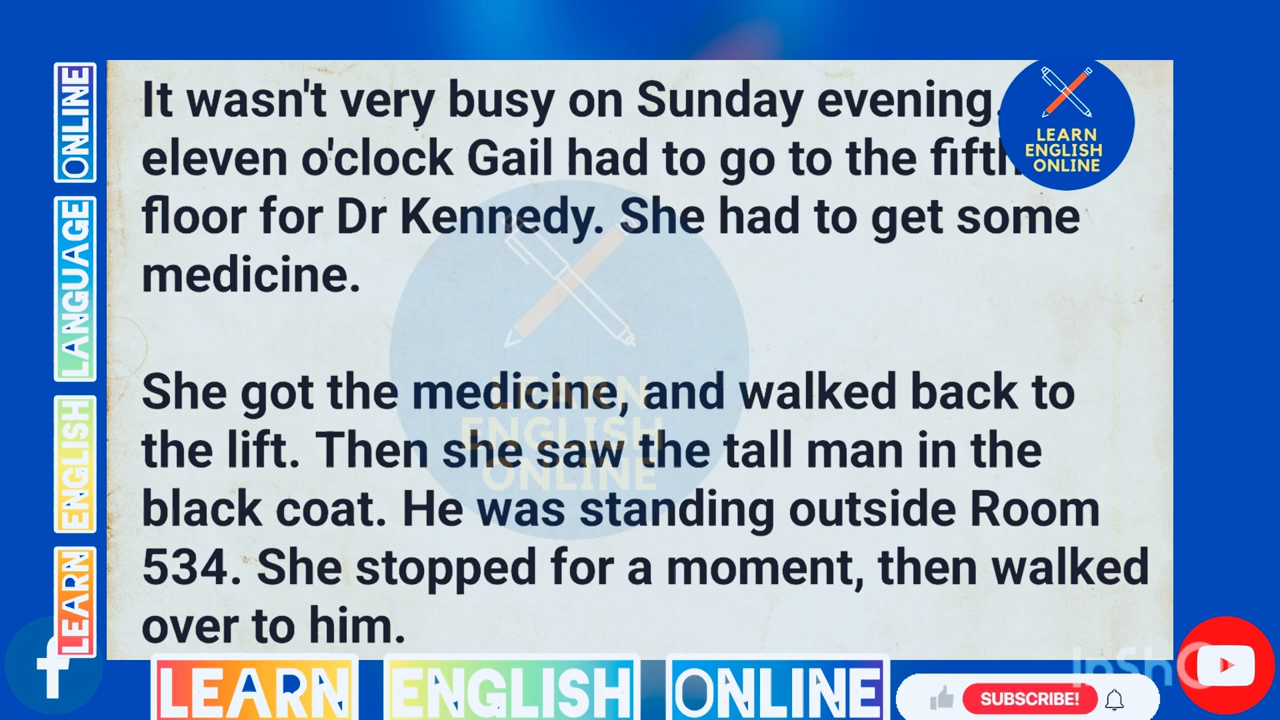 It wasn't very busy on Sunday evening.
eleven o'clock Gail had to go to the fifth
floor for Dr Kennedy. She had to get some
medicine.
She got the medicine, and walked back to
the lift. Then she saw the tall man in the
black coat. He was standing outside Room
534. She stopped for a moment, then walked
over to him.
LEARN
ENGLISH
ONLINE
LEARN
ENGLISH
ONLINE
LEARN ENGLISH LANGUAGE ONLINE
LEARN ENGLISH ONLINE
SUBSCRIBE!
f